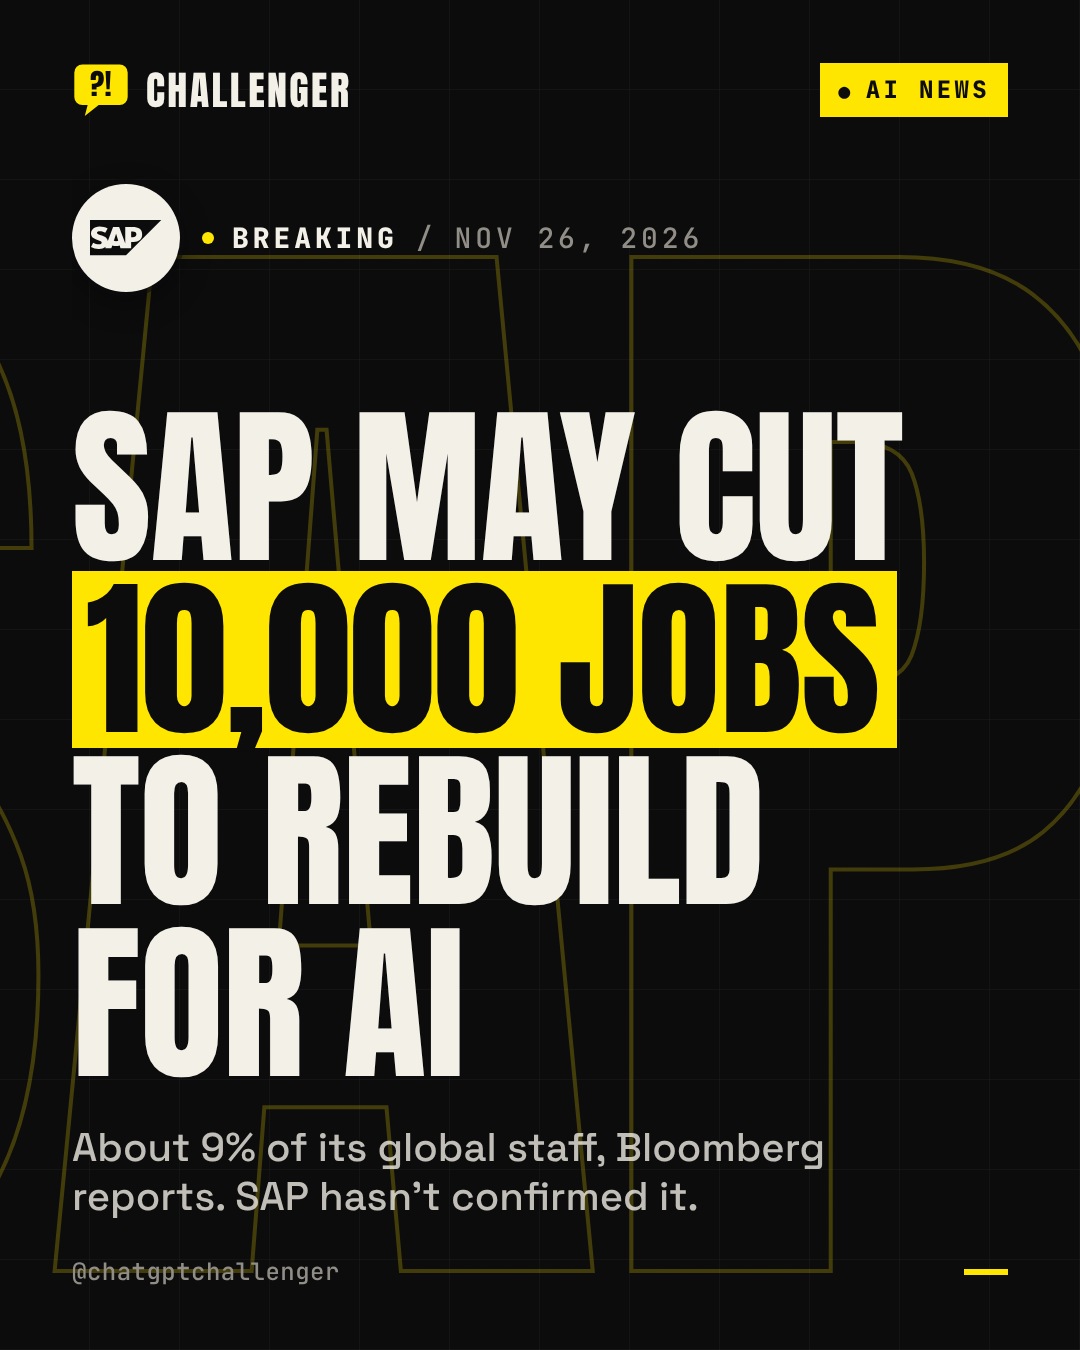 ?!
CHALLENGER
● AI NEWS
SAP
● BREAKING / NOV 26, 2026
SAP MAY CUT
10,000 JOBS
TO REBUILD
FOR AI
About 9% of its global staff, Bloomberg
reports. SAP hasn’t confirmed it.
@chatgptchallenger